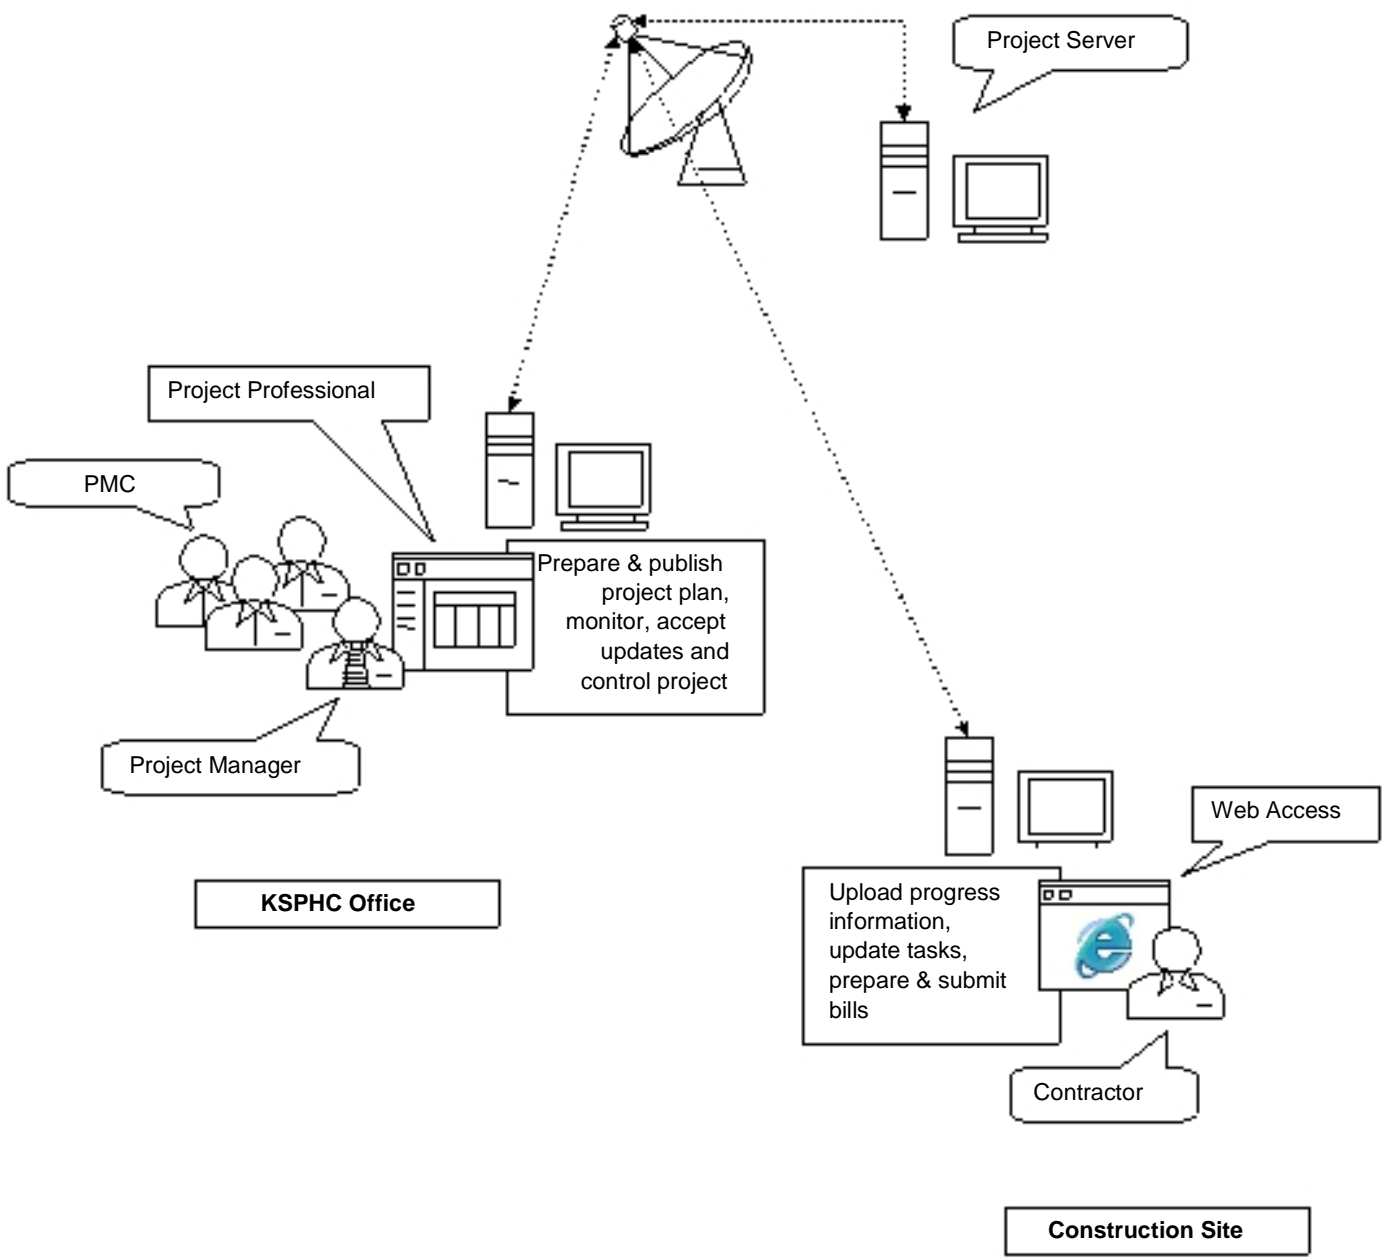 Project Server
Project Professional
PMC
Prepare & publish
project plan,
monitor, accept
updates and
control project
Project Manager
KSPHC Office
Web Access
Upload progress
information,
update tasks,
prepare & submit
bills
Contractor
Construction Site